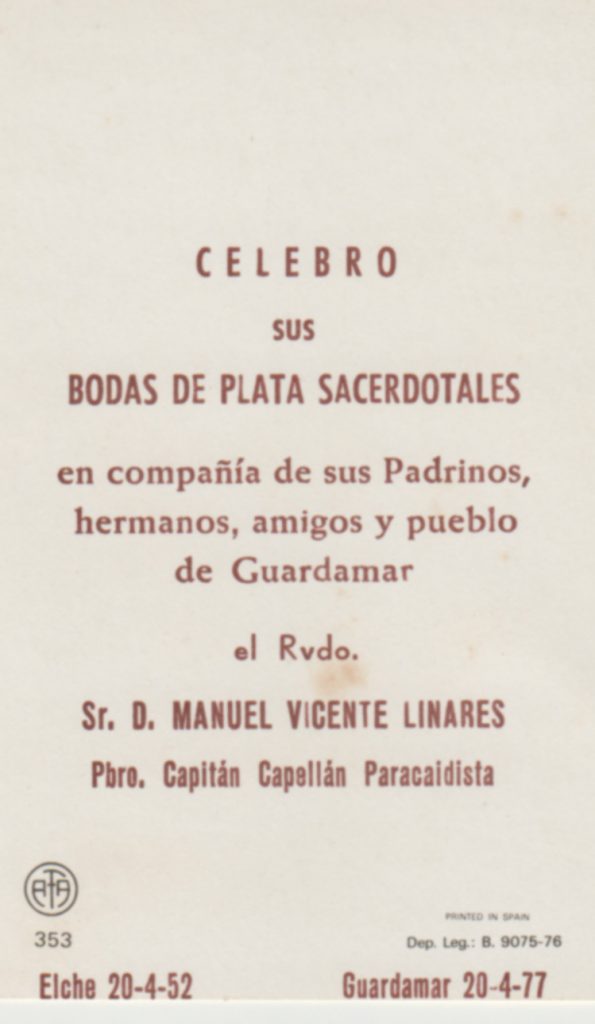 CELEBRO
SUS
BODAS DE PLATA SACERDOTALES
en compañía de sus Padrinos,
hermanos, amigos y pueblo
de Guardamar
el Rvdo.
Sr. D. MANUEL VICENTE LINARES
Pbro. Capitán Capellán Paracaidista
ATA
353
PRINTED IN SPAIN
Dep. Leg.: B. 9075-76
Elche 20-4-52
Guardamar 20-4-77